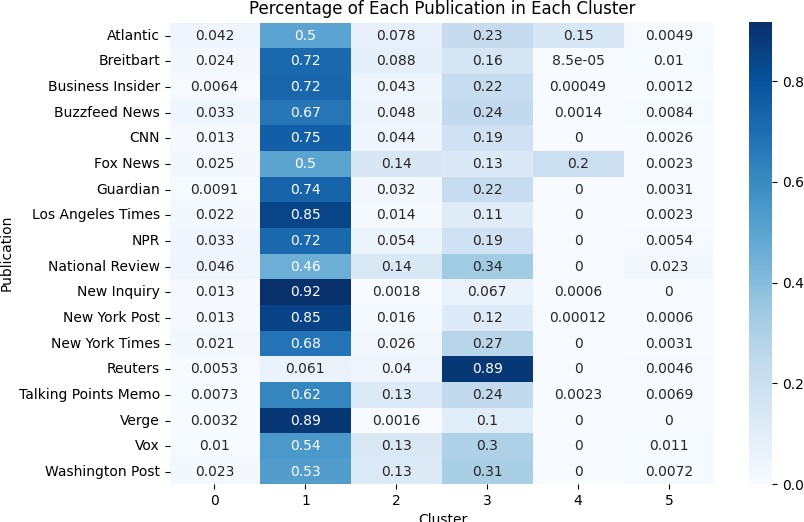 Percentage of Each Publication in Each Cluster
Atlantic 0.042 0.5 0.078 0.23 0.15 0.0049
Breitbart 0.024 0.72 0.088 0.16 8.5e-05 0.01
Business Insider 0.0064 0.72 0.043 0.22 0.00049 0.0012
Buzzfeed News 0.033 0.67 0.048 0.24 0.0014 0.0084
CNN 0.013 0.75 0.044 0.19 0 0.0026
Fox News 0.025 0.5 0.14 0.13 0.2 0.0023
Guardian 0.0091 0.74 0.032 0.22 0 0.0031
Los Angeles Times 0.022 0.85 0.014 0.11 0 0.0023
NPR 0.033 0.72 0.054 0.19 0 0.0054
National Review 0.046 0.46 0.14 0.34 0 0.023
New Inquiry 0.013 0.92 0.0018 0.067 0.0006 0
New York Post 0.013 0.85 0.016 0.12 0.00012 0.0006
New York Times 0.021 0.68 0.026 0.27 0 0.0031
Reuters 0.0053 0.061 0.04 0.89 0 0.0046
Talking Points Memo 0.0073 0.62 0.13 0.24 0.0023 0.0069
Verge 0.0032 0.89 0.0016 0.1 0 0
Vox 0.01 0.54 0.13 0.3 0 0.011
Washington Post 0.023 0.53 0.13 0.31 0 0.0072
0 1 2 3 4 5
Cluster
Publication
0.8
0.6
0.4
0.2
0.0